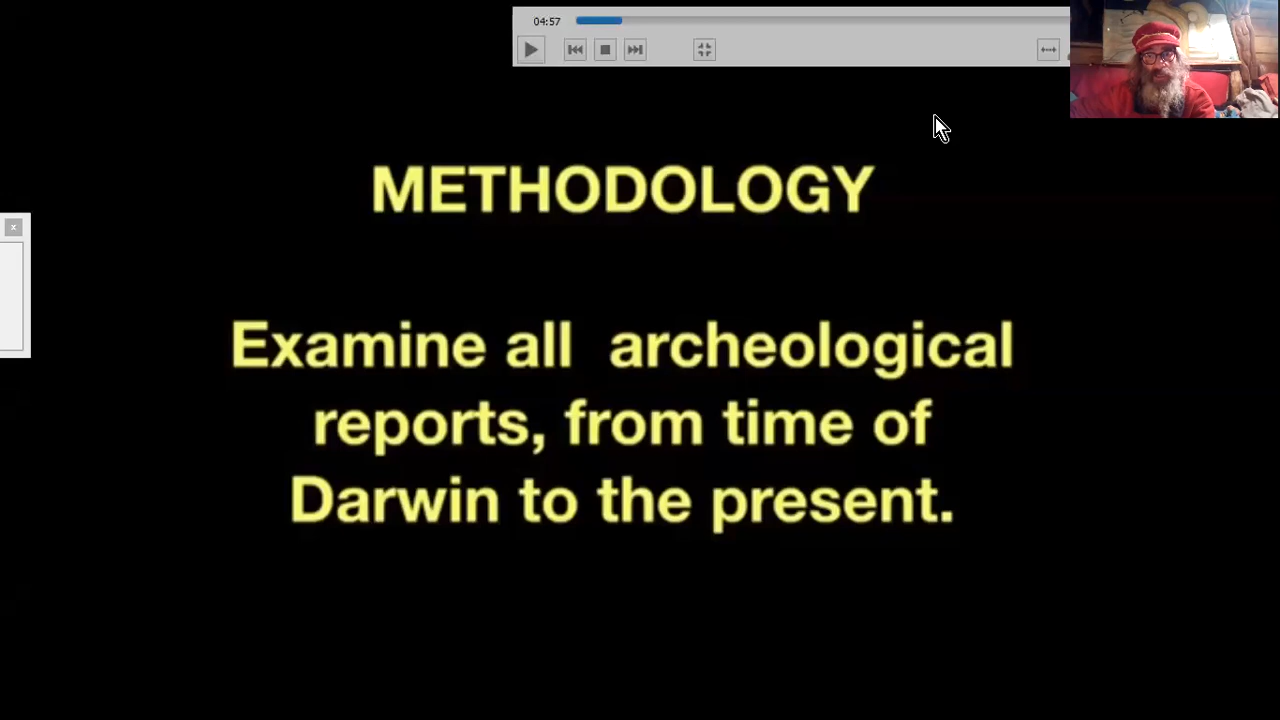 04:57
METHODOLOGY
Examine all archeological
reports, from time of
Darwin to the present.
x